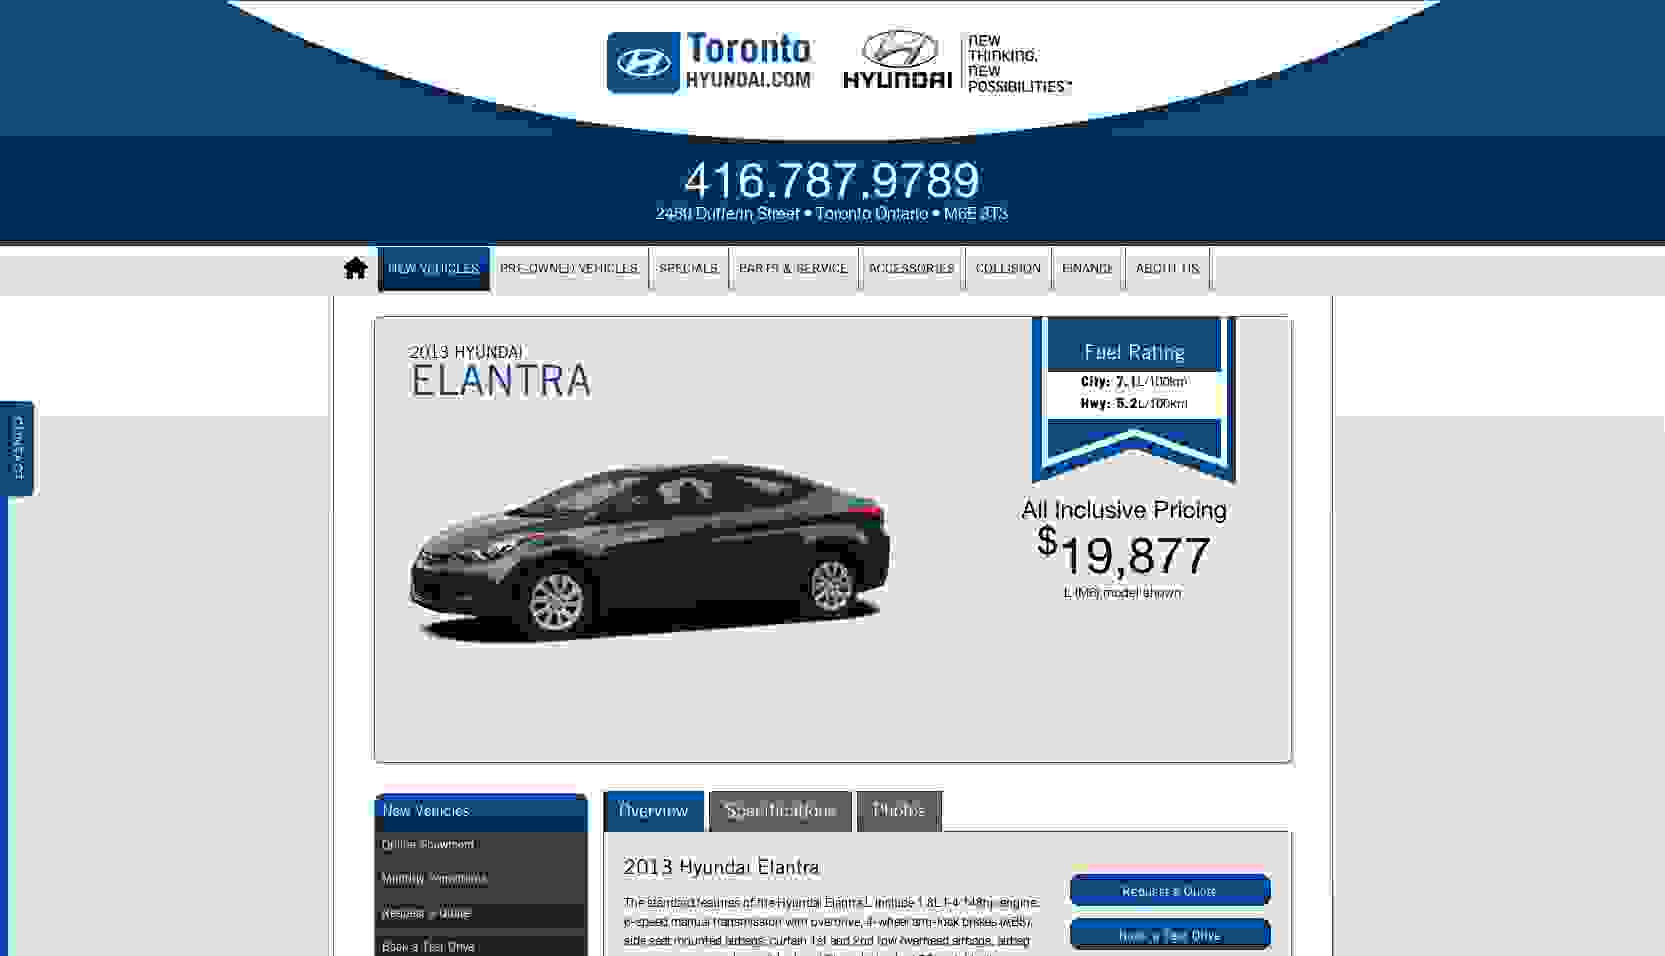 Toronto
HYUNDAI.COM
HYUNDAI
NEW
THINKING.
NEW
POSSIBILITIES™
416.787.9789
2460 Dufferin Street • Toronto Ontario • M6E 3T3
NEW VEHICLES
PRE-OWNED VEHICLES
SPECIALS
PARTS & SERVICE
ACCESSORIES
COLLISION
FINANCE
ABOUT US
2013 HYUNDAI
ELANTRA
Fuel Rating
City: 7.1L/100km
Hwy: 5.2L/100km
CONTACT
All Inclusive Pricing
$19,877
L (M6) model shown
New Vehicles
Online Showroom
Monthly Promotions
Request a Quote
Book a Test Drive
Overview
Specifications
Photos
2013 Hyundai Elantra
The standard features of the Hyundai Elantra L include 1.8L I-4 148hp engine,
6-speed manual transmission with overdrive, 4-wheel anti-lock brakes (ABS),
side seat mounted airbags, curtain 1st and 2nd row overhead airbags, airbag
Request a Quote
Book a Test Drive